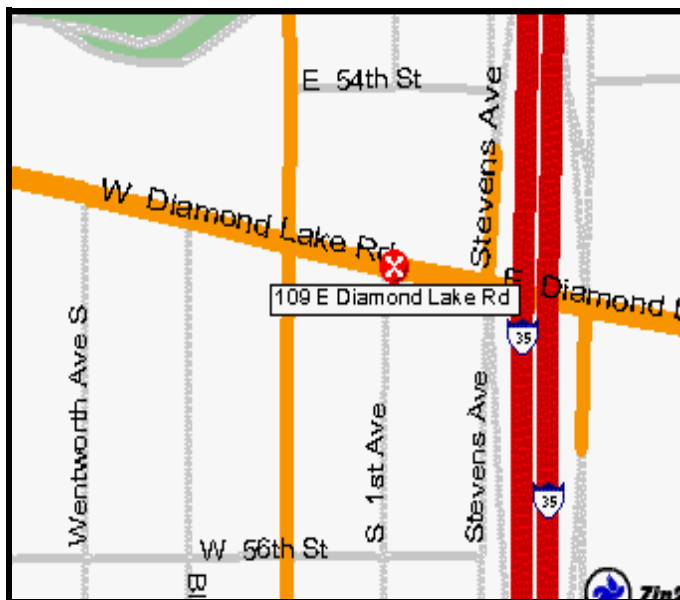 E 54th St
Stevens Ave
W Diamond Lake Rd
109 E Diamond Lake Rd
E Diamond
35
Wentworth Ave S
S 1st Ave
Stevens Ave
35
W 56th St
Bl